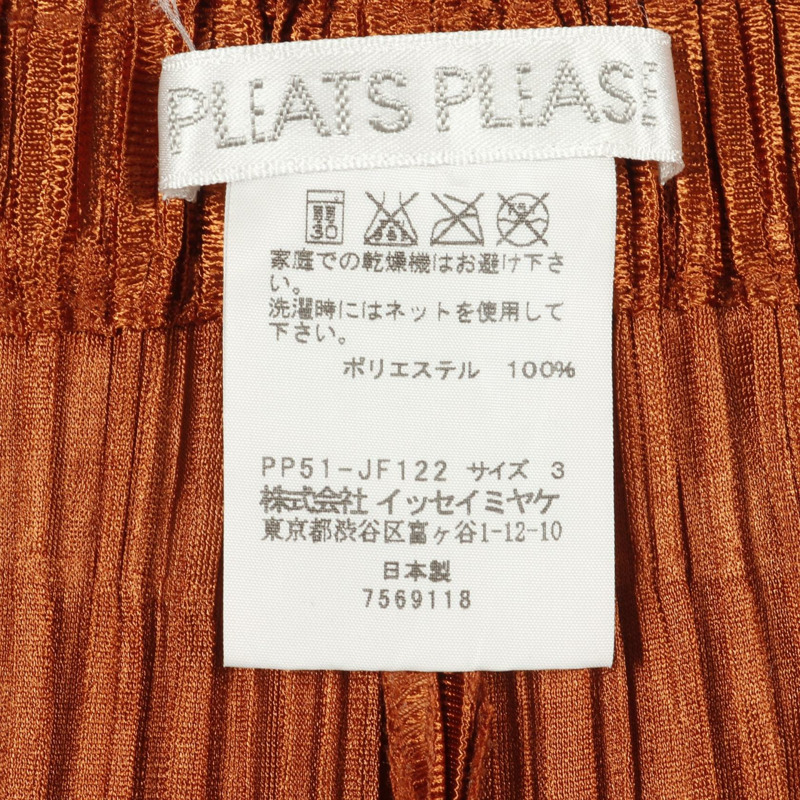 PLEATS PLEASE
30
家庭での乾燥機はお避け下さ
い。
洗濯時にはネットを使用して
下さい。
ポリエステル 100%
PP51-JF122 サイズ 3
株式会社 イッセイミヤケ
東京都渋谷区富ヶ谷1-12-10
日本製
7569118